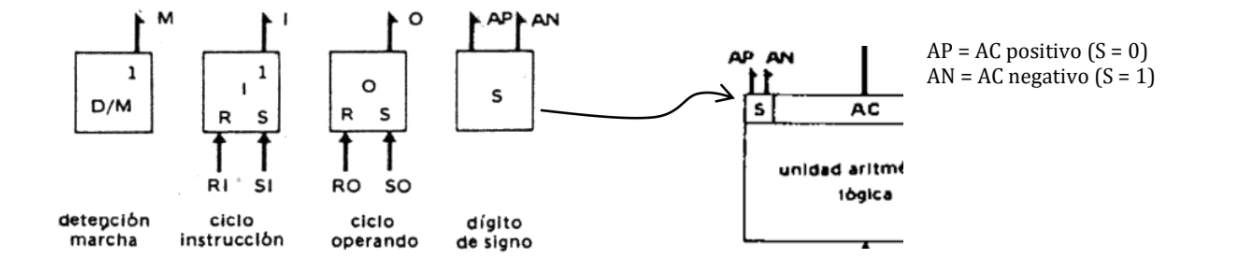 M
I
O
AP AN
1
D/M
1
I
R S
O
R S
S
RI SI
RO SO
detención
marcha
ciclo
instrucción
ciclo
operando
dígito
de signo
AP AN
S
AC
unidad aritmé
lógica
AP = AC positivo (S = 0)
AN = AC negativo (S = 1)